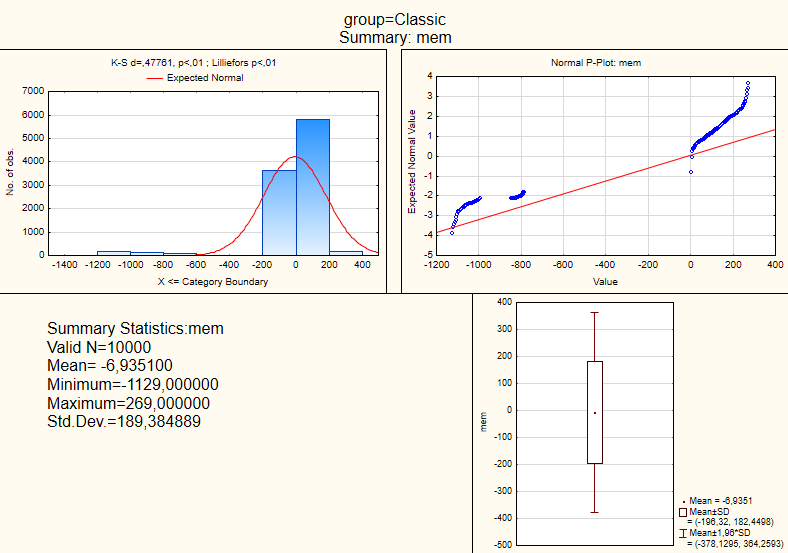 group=Classic
Summary: mem
K-S d=,47761, p<,01 ; Lilliefors p<,01
Expected Normal
7000
6000
5000
4000
3000
2000
1000
0
No. of obs.
-1400 -1200 -1000 -800 -600 -400 -200 0 200 400
X <= Category Boundary
Normal P-Plot: mem
4
3
2
1
0
-1
-2
-3
-4
-5
Expected Normal Value
-1200 -1000 -800 -600 -400 -200 0 200 400
Value
Summary Statistics:mem
Valid N=10000
Mean= -6,935100
Minimum=-1129,000000
Maximum=269,000000
Std.Dev.=189,384889
400
300
200
100
0
-100
-200
-300
-400
-500
mem
Mean = -6,9351
Mean±SD
= (-196,32, 182,4498)
Mean±1,96*SD
= (-378,1295, 364,2593)